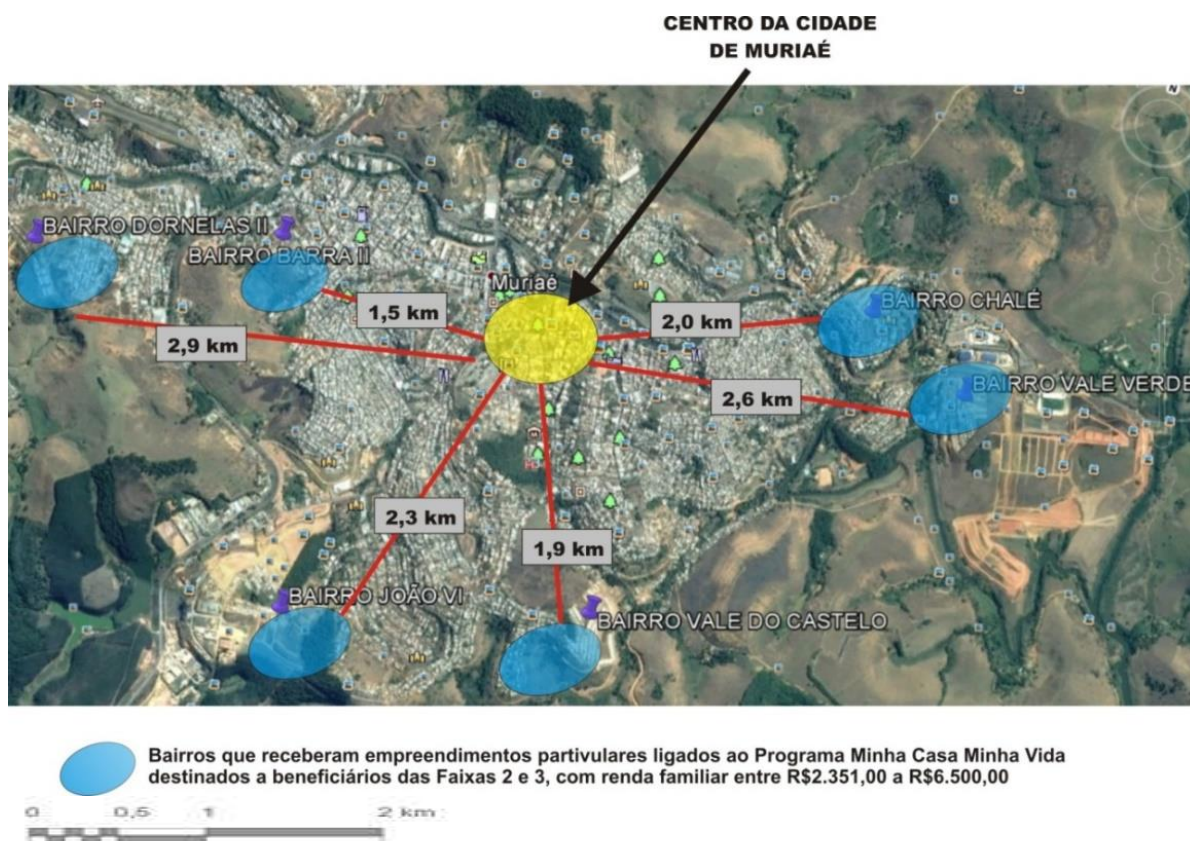 CENTRO DA CIDADE
DE MURIAÉ
N
BAIRRO DORNELAS II
BAIRRO BARRA II
Muriaé
BAIRRO CHALÉ
1,5 km
2,0 km
2,9 km
BAIRRO VALE VERDE
2,6 km
2,3 km
1,9 km
BAIRRO JOÃO VI
BAIRRO VALE DO CASTELO
Bairros que receberam empreendimentos partivulares ligados ao Programa Minha Casa Minha Vida
destinados a beneficiários das Faixas 2 e 3, com renda familiar entre R$2.351,00 a R$6.500,00
0 0,5 1 2 km